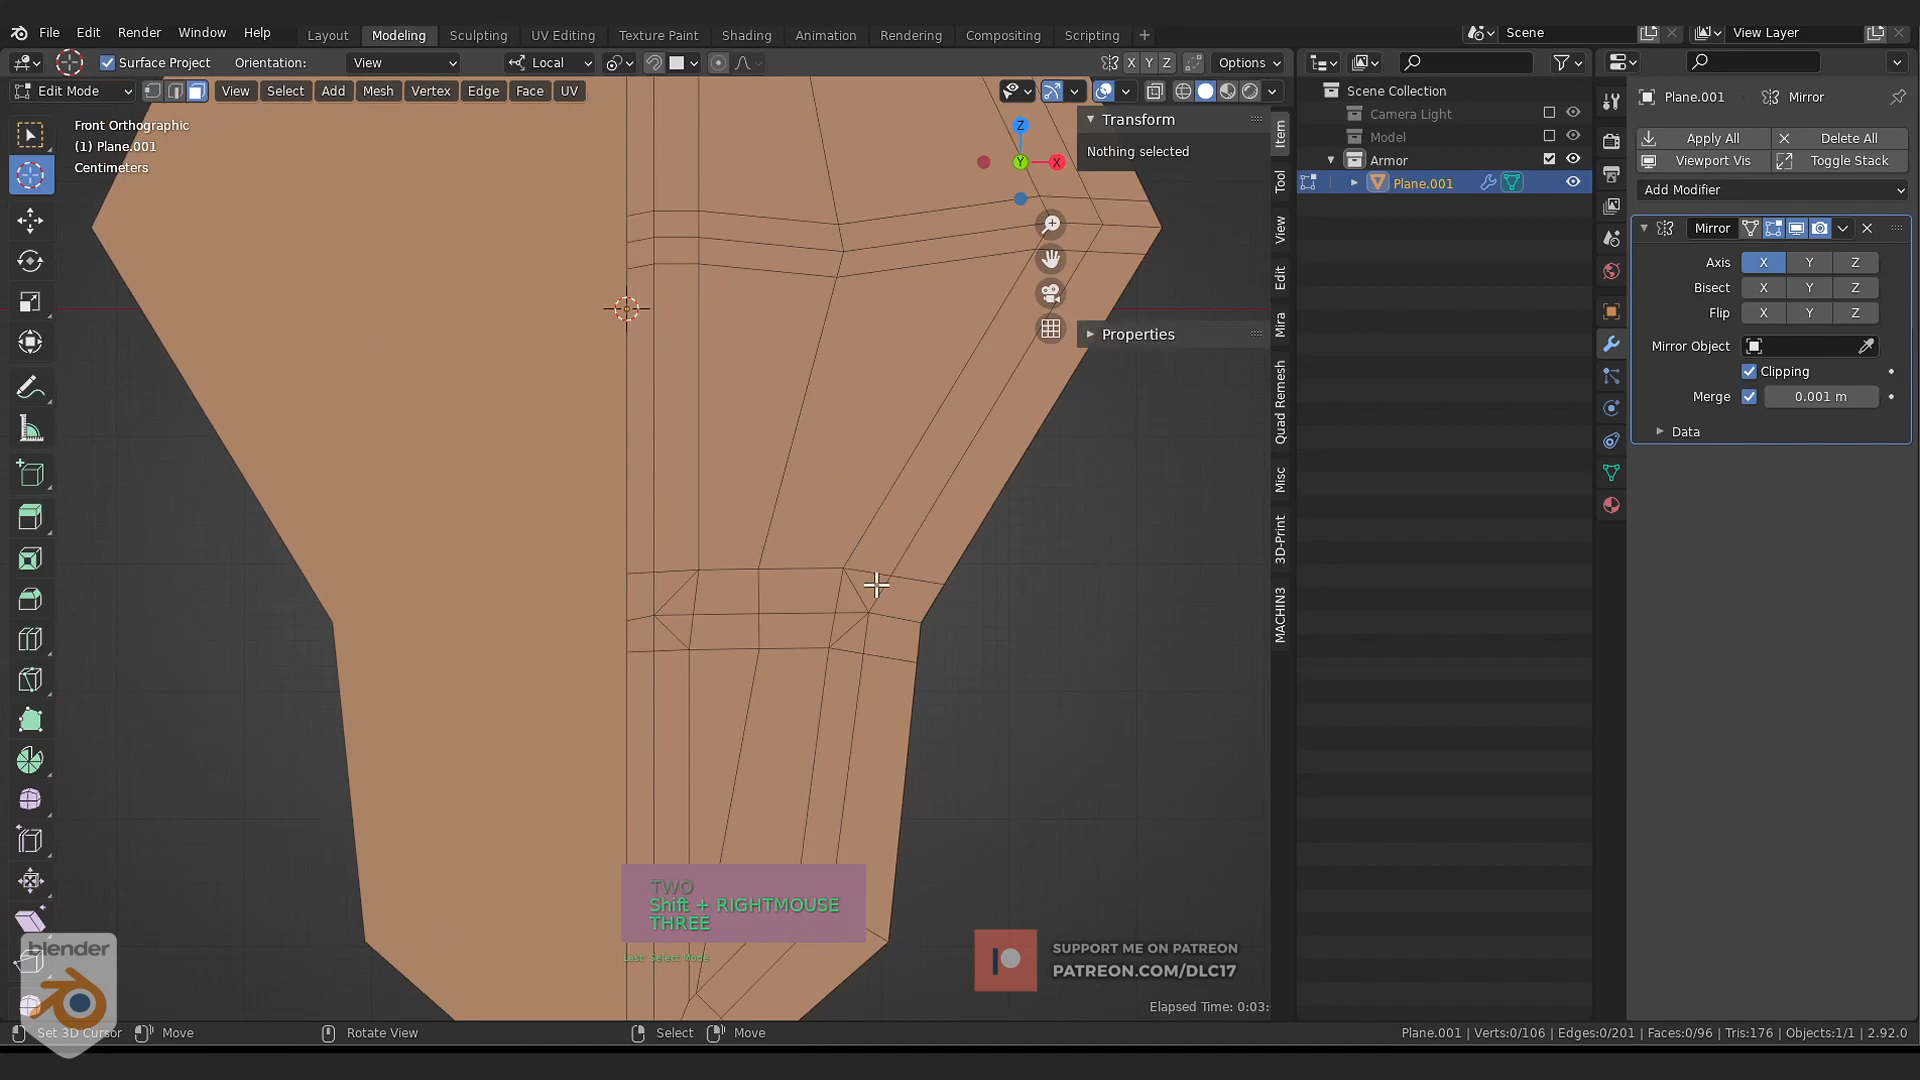 File Edit Render Window Help Layout Modeling Sculpting UV Editing Texture Paint Shading Animation Rendering Compositing Scripting Scene View Layer
Surface Project Orientation: View Local X Y Z Options
Edit Mode View Select Add Mesh Vertex Edge Face UV
Front Orthographic
(1) Plane.001
Centimeters
Z
X
Y
Transform
Nothing selected
Properties
Item
Tool
View
Edit
Mira
Quad Remesh
Misc
3D-Print
MACHIN3
Scene Collection
Camera Light
Model
Armor
Plane.001
Plane.001 Mirror
Apply All Delete All
Viewport Vis Toggle Stack
Add Modifier
Mirror
Axis X Y Z
Bisect X Y Z
Flip X Y Z
Mirror Object
Clipping
Merge 0.001 m
Data
TWO
Shift + RIGHTMOUSE
THREE
Last: Select Mode
SUPPORT ME ON PATREON
PATREON.COM/DLC17
Elapsed Time: 0:03:
blender
Set 3D Cursor Move Rotate View Select Move
Plane.001 | Verts:0/106 | Edges:0/201 | Faces:0/96 | Tris:176 | Objects:1/1 | 2.92.0